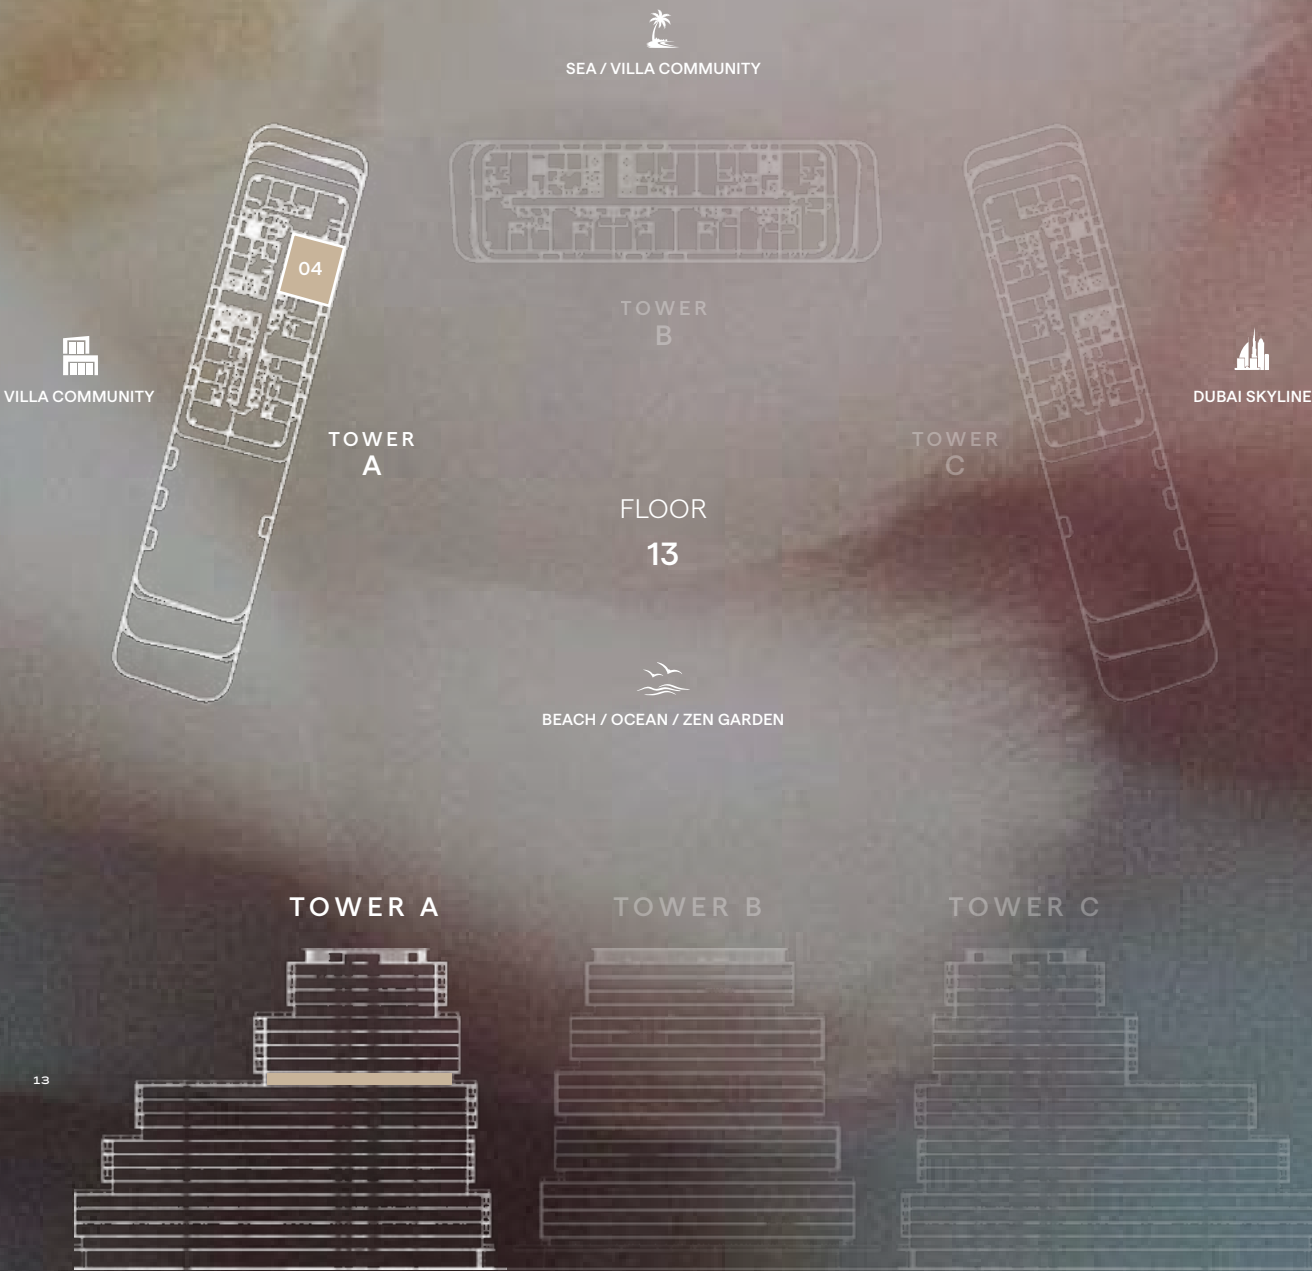 SEA / VILLA COMMUNITY
04
TOWER
B
VILLA COMMUNITY
DUBAI SKYLINE
TOWER
A
TOWER
C
FLOOR
13
BEACH / OCEAN / ZEN GARDEN
TOWER A
TOWER B
TOWER C
13